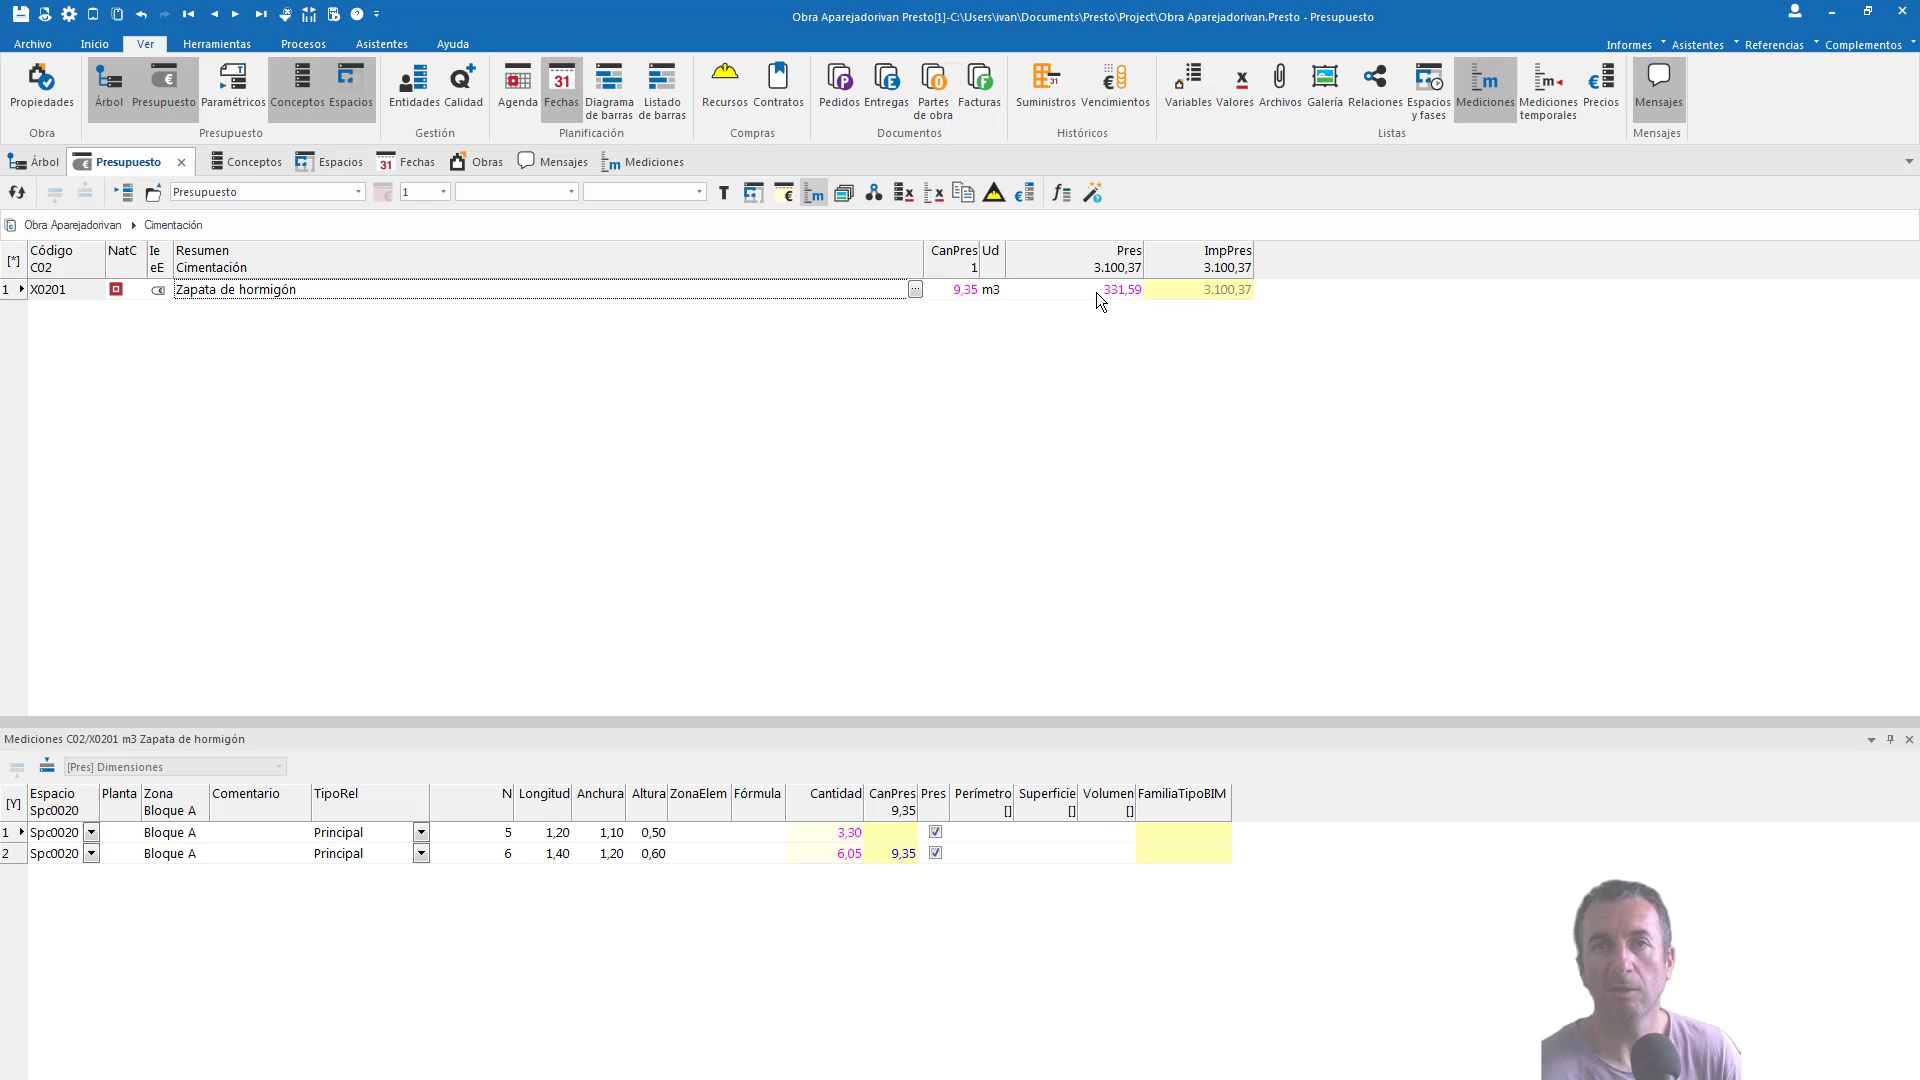 Obra Aparejadorivan Presto[1]-C:\Users\ivan\Documents\Presto\Project\Obra Aparejadorivan.Presto - Presupuesto
Archivo Inicio Ver Herramientas Procesos Asistentes Ayuda Informes Asistentes Referencias Complementos
Propiedades Árbol Presupuesto Paramétricos Conceptos Espacios Entidades Calidad Agenda Fechas Diagrama de barras Listado de barras Recursos Contratos Pedidos Entregas Partes de obra Facturas Suministros Vencimientos Variables Valores Archivos Galería Relaciones Espacios y fases Mediciones Mediciones temporales Precios Mensajes
Obra Presupuesto Gestión Planificación Compras Documentos Históricos Listas Mensajes
Árbol Presupuesto Conceptos Espacios Fechas Obras Mensajes Mediciones
Presupuesto 1
Obra Aparejadorivan Cimentación
[*] Código NatC Ie Resumen CanPres Ud Pres ImpPres
C02 eE Cimentación 1 3.100,37 3.100,37
1 X0201 Zapata de hormigón 9,35 m3 331,59 3.100,37
Mediciones C02/X0201 m3 Zapata de hormigón
[Pres] Dimensiones
[Y] Espacio Planta Zona Comentario TipoRel N Longitud Anchura Altura ZonaElem Fórmula Cantidad CanPres Pres Perímetro Superficie Volumen FamiliaTipoBIM
Spc0020 Bloque A 9,35 [] [] []
1 Spc0020 Bloque A Principal 5 1,20 1,10 0,50 3,30
2 Spc0020 Bloque A Principal 6 1,40 1,20 0,60 6,05 9,35